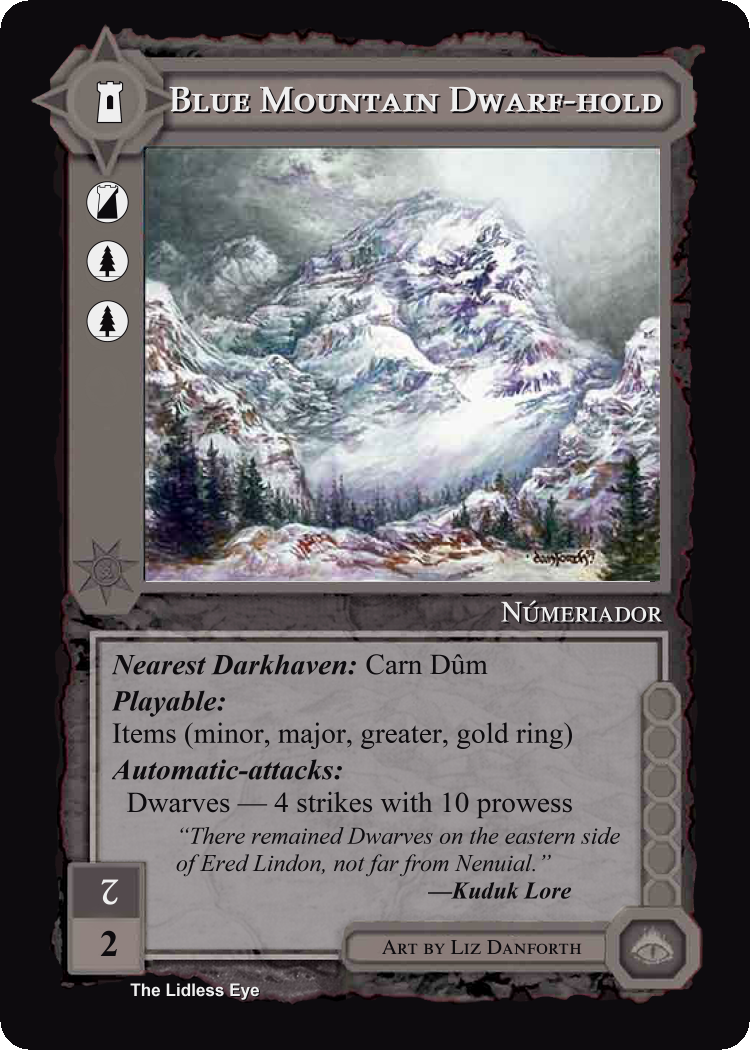 Blue Mountain Dwarf-hold
Danforth
Númeriador
Nearest Darkhaven: Carn Dûm
Playable:
Items (minor, major, greater, gold ring)
Automatic-attacks:
Dwarves — 4 strikes with 10 prowess
“There remained Dwarves on the eastern side
of Ered Lindon, not far from Nenuial.”
—Kuduk Lore
2
2
Art by Liz Danforth
The Lidless Eye